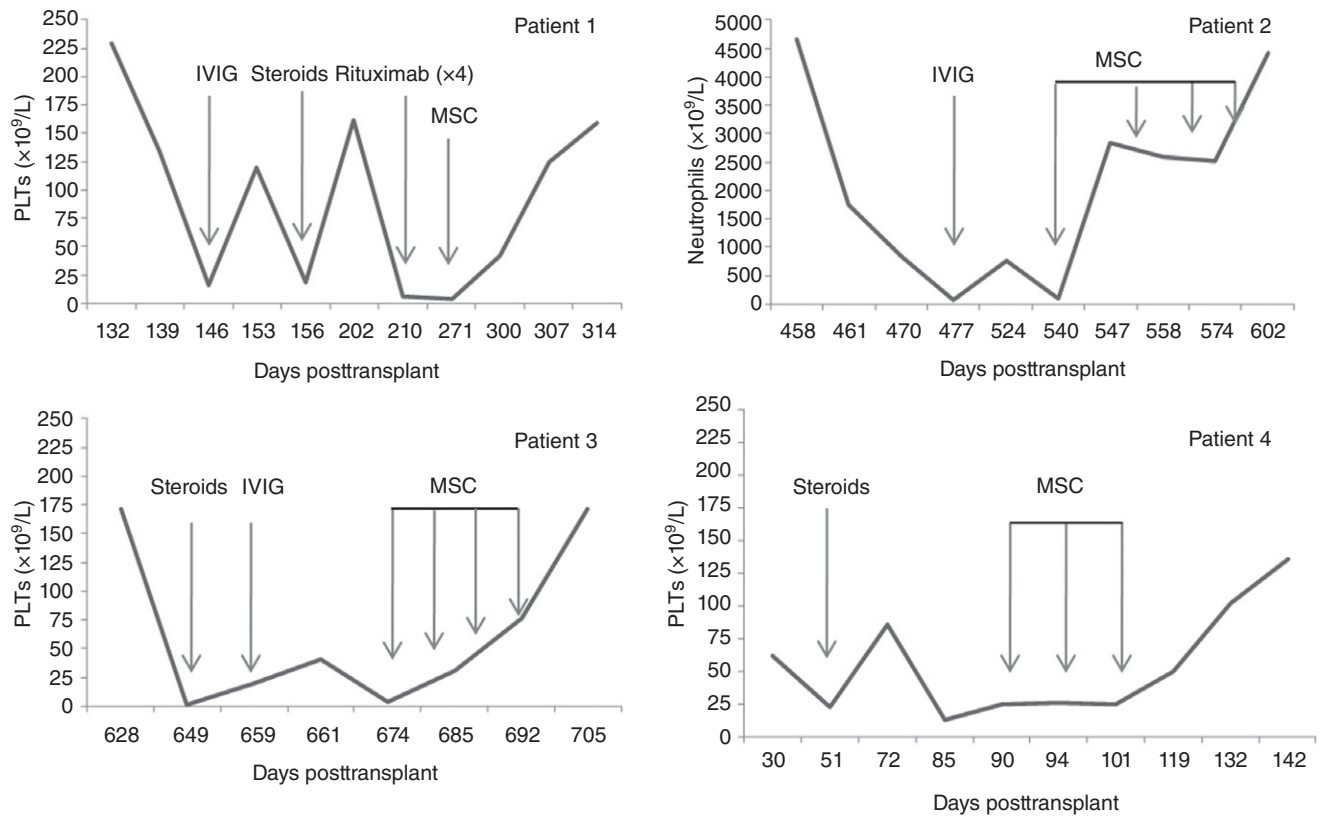 Patient 1
PLTs (×10⁹/L)
250
225
200
175
150
125
100
75
50
25
0
IVIG Steroids Rituximab (×4)
MSC
132 139 146 153 156 202 210 271 300 307 314
Days posttransplant
Patient 2
Neutrophils (×10⁹/L)
5000
4500
4000
3500
3000
2500
2000
1500
1000
500
0
IVIG
MSC
458 461 470 477 524 540 547 558 574 602
Days posttransplant
Patient 3
PLTs (×10⁹/L)
250
225
200
175
150
125
100
75
50
25
0
Steroids IVIG
MSC
628 649 659 661 674 685 692 705
Days posttransplant
Patient 4
PLTs (×10⁹/L)
250
225
200
175
150
125
100
75
50
25
0
Steroids
MSC
30 51 72 85 90 94 101 119 132 142
Days posttransplant